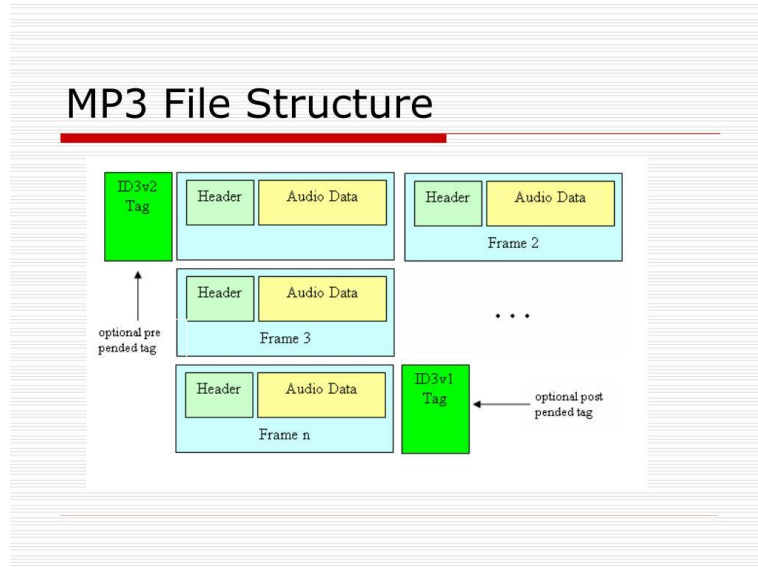 MP3 File Structure
ID3v2
Tag
Header
Audio Data
Header
Audio Data
Frame 2
optional pre
pended tag
Header
Audio Data
Frame 3
. . .
Header
Audio Data
Frame n
ID3v1
Tag
optional post
pended tag